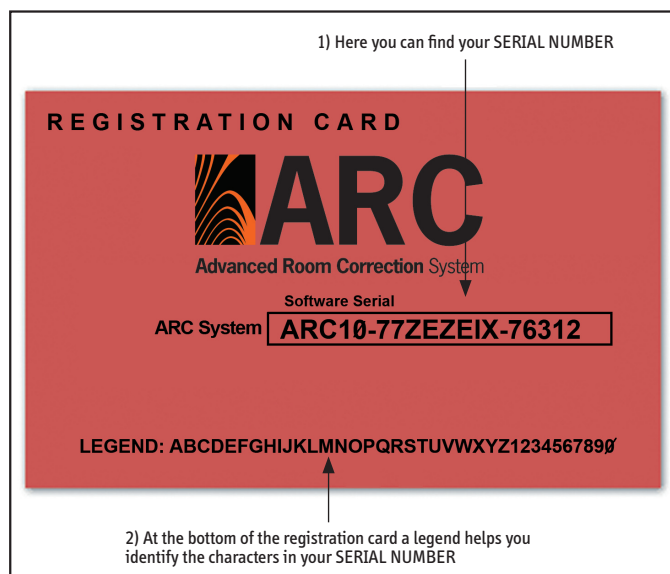 1) Here you can find your SERIAL NUMBER
REGISTRATION CARD
ARC
Advanced Room Correction System
Software Serial
ARC System ARC10-77ZEZEIX-76312
LEGEND: ABCDEFGHIJKLMNOPQRSTUVWXYZ1234567890
2) At the bottom of the registration card a legend helps you
identify the characters in your SERIAL NUMBER